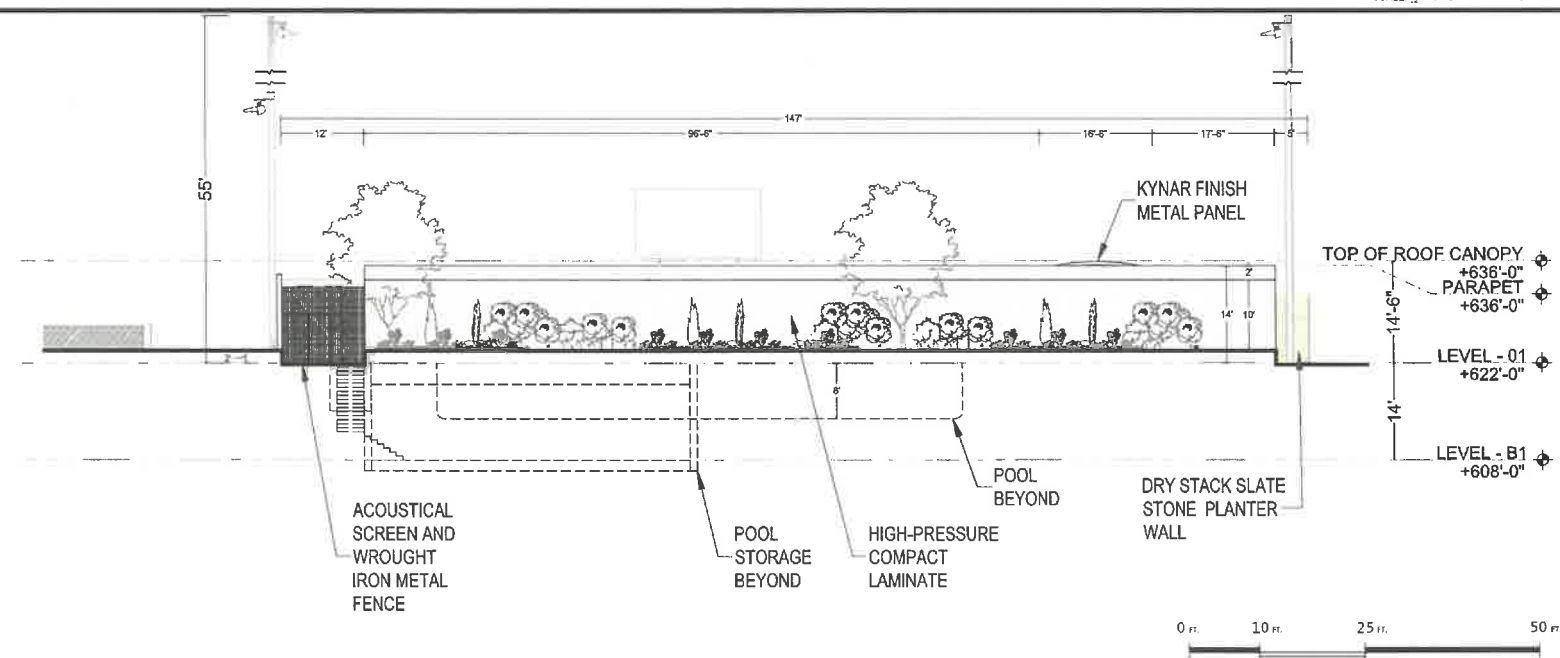 147'
12'
96'-6"
16'-6"
17'-6"
5'
55'
KYNAR FINISH
METAL PANEL
TOP OF ROOF CANOPY
+636'-0"
PARAPET
+636'-0"
2'
14'
10'
14'-6"
LEVEL - 01
+622'-0"
8'
14'
LEVEL - B1
+608'-0"
ACOUSTICAL
SCREEN AND
WROUGHT
IRON METAL
FENCE
POOL
STORAGE
BEYOND
HIGH-PRESSURE
COMPACT
LAMINATE
POOL
BEYOND
DRY STACK SLATE
STONE PLANTER
WALL
0 FT. 10 FT. 25 FT. 50 FT.